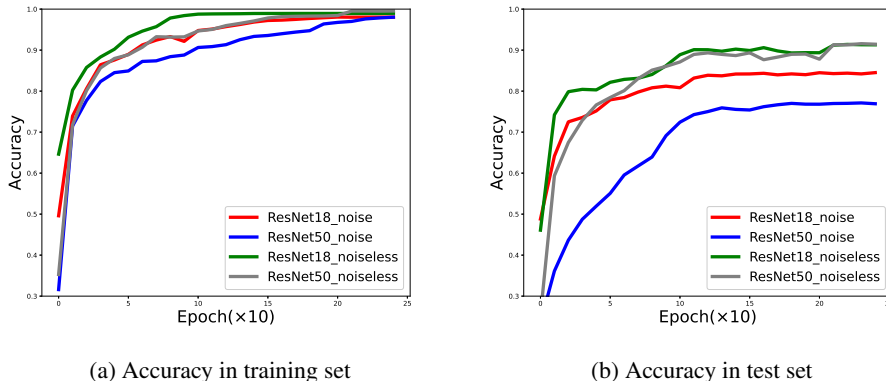 1.0
0.9
0.8
0.7
0.6
0.5
0.4
0.3
Accuracy
0
5
10
15
20
25
Epoch(×10)
ResNet18_noise
ResNet50_noise
ResNet18_noiseless
ResNet50_noiseless
(a) Accuracy in training set
1.0
0.9
0.8
0.7
0.6
0.5
0.4
0.3
Accuracy
0
5
10
15
20
Epoch(×10)
ResNet18_noise
ResNet50_noise
ResNet18_noiseless
ResNet50_noiseless
(b) Accuracy in test set